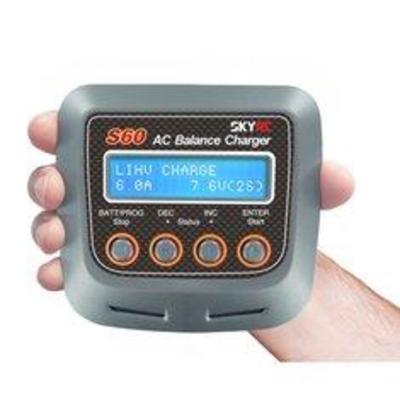 S60 AC Balance Charger SKYRC
LIHV CHARGE
6.0A 7.6V(2S)
BATT/PROG DEC INC ENTER
Stop Status Start